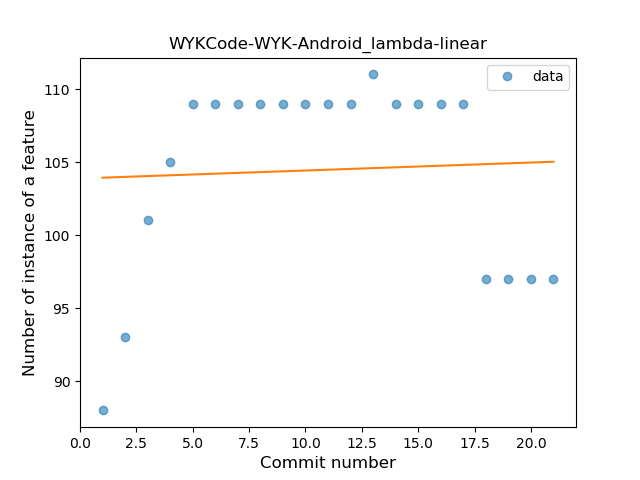 WYKCode-WYK-Android_lambda-linear
data
Number of instance of a feature
110
105
100
95
90
0.0 2.5 5.0 7.5 10.0 12.5 15.0 17.5 20.0
Commit number